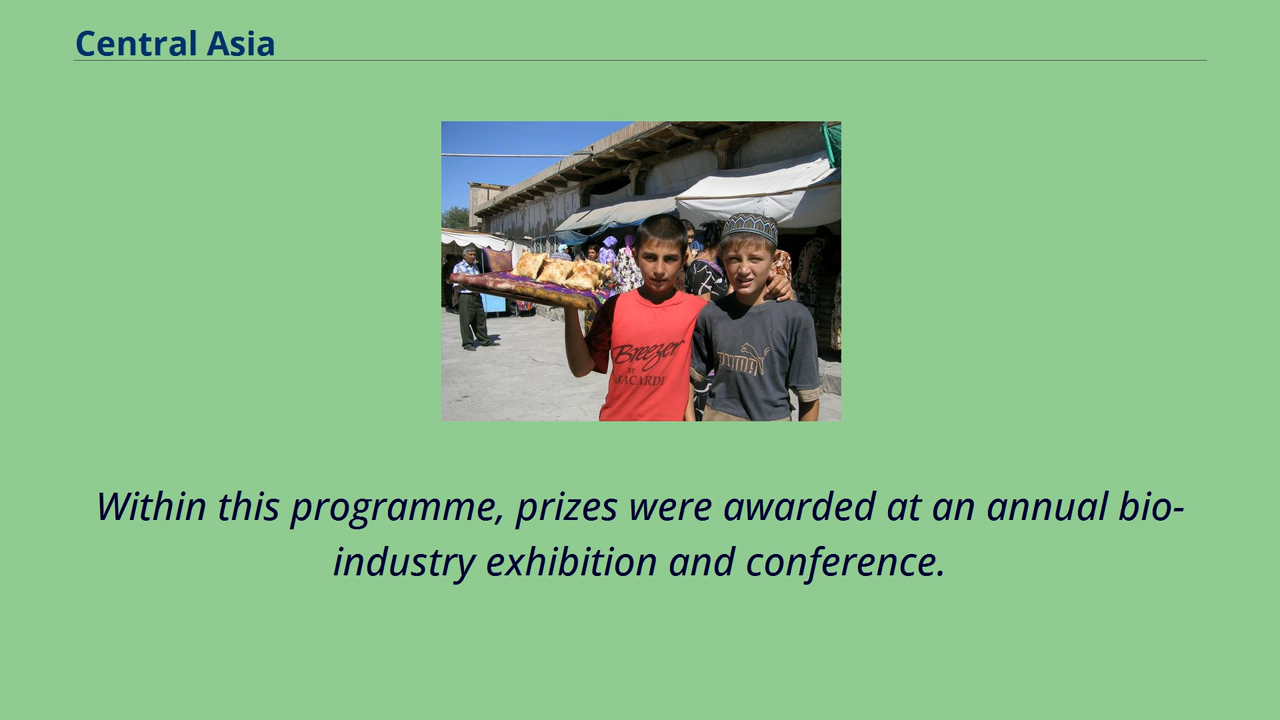 Central Asia
Breezer
BY
BACARDI
PUMA
Within this programme, prizes were awarded at an annual bio-
industry exhibition and conference.